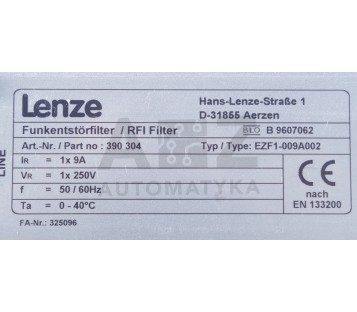 Lenze
Hans-Lenze-Straße 1
D-31855 Aerzen
Funkentstörfilter / RFI Filter
BLO B 9607062
Art.-Nr. / Part no : 390 304
Typ / Type: EZF1-009A002
IR = 1x 9A
VR = 1x 250V
f = 50 / 60Hz
Ta = 0 - 40°C
CE
nach
EN 133200
FA-Nr.: 325096
LINE
AUTOMATYKA